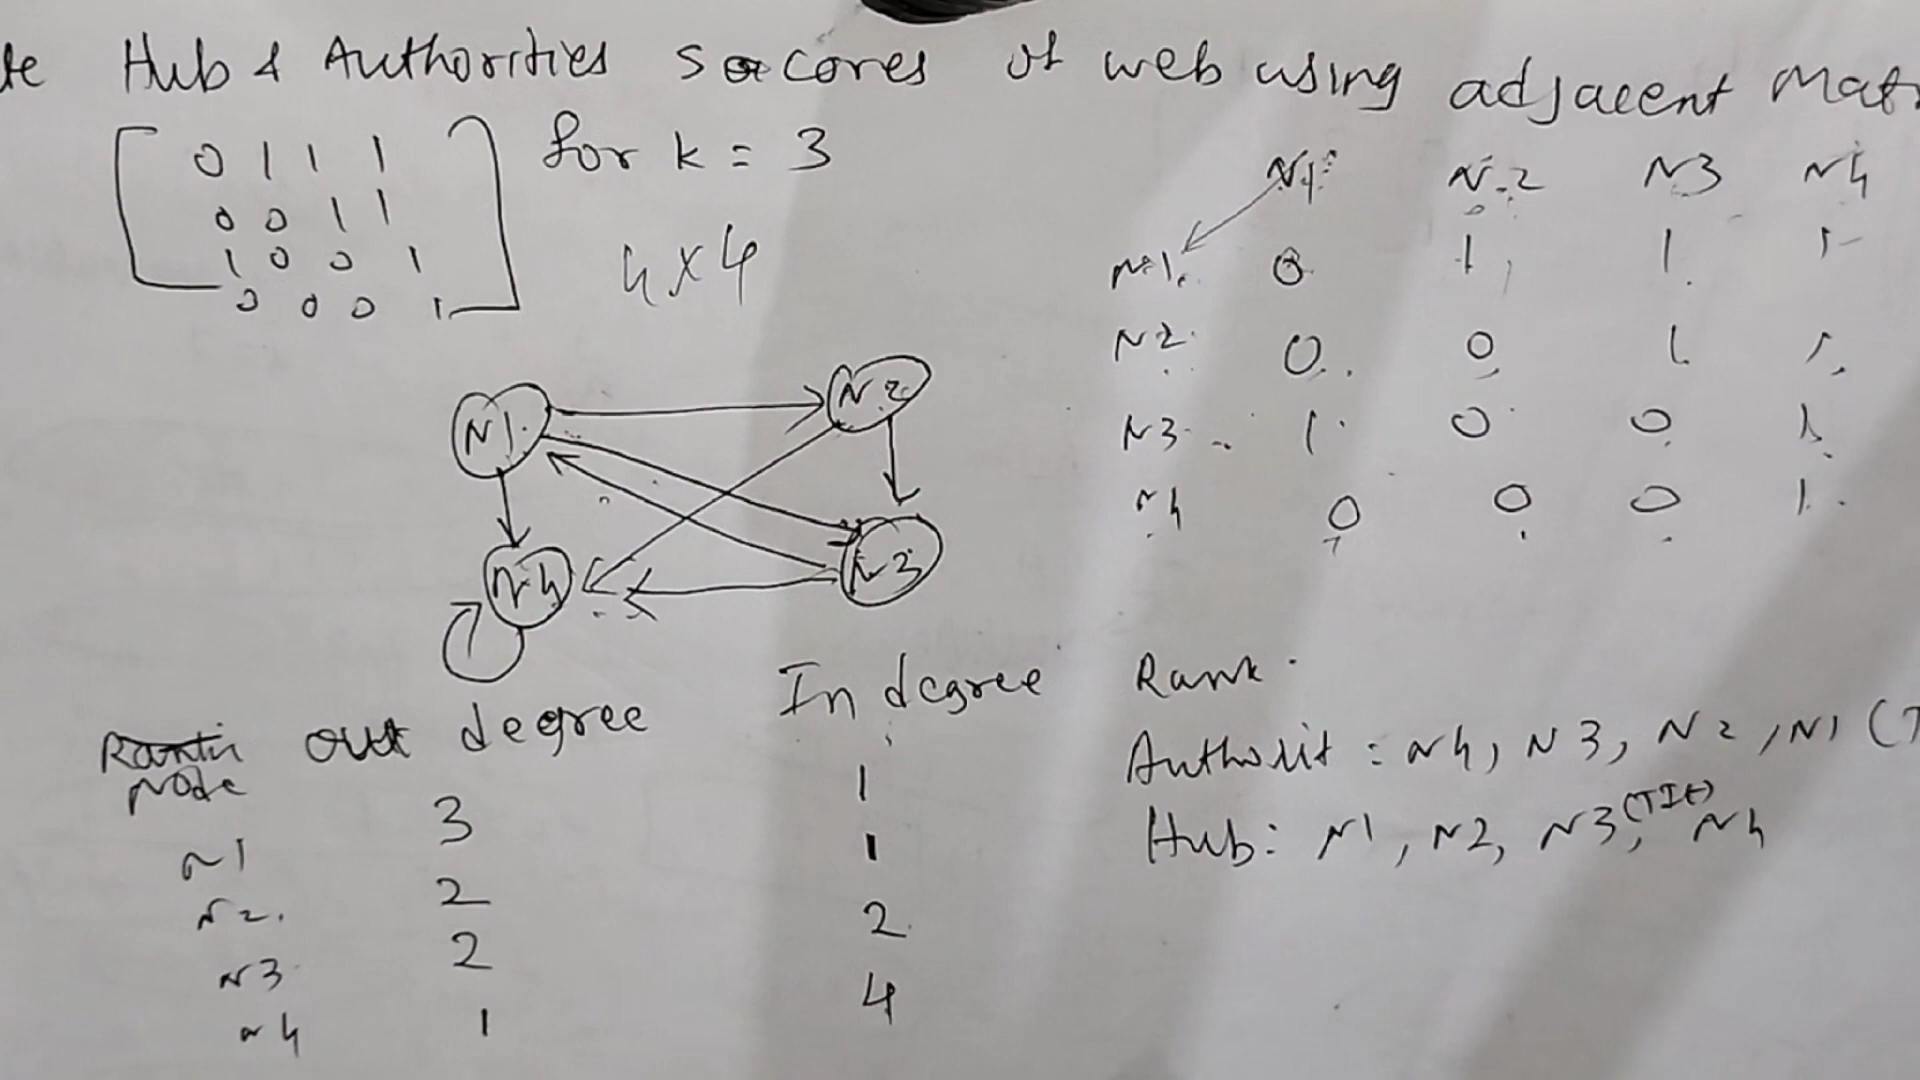 Hub & Authorities scores of web using adjacent Mat
0 1 1 1
0 0 1 1
1 0 0 1
0 0 0 1
for k = 3
4 x 4
N1 N2 N3 N4
N1 0 1 1 1
N2 0 0 1 1
N3 1 0 0 1
N4 0 0 0 1
N1
N2
N4
N3
Node out degree In degree
N1 3 1
N2 2 1
N3 2 2
N4 1 4
Rank
Authorit : N4, N3, N2, N1 (T
Hub : N1, N2, N3, (TIE) N4